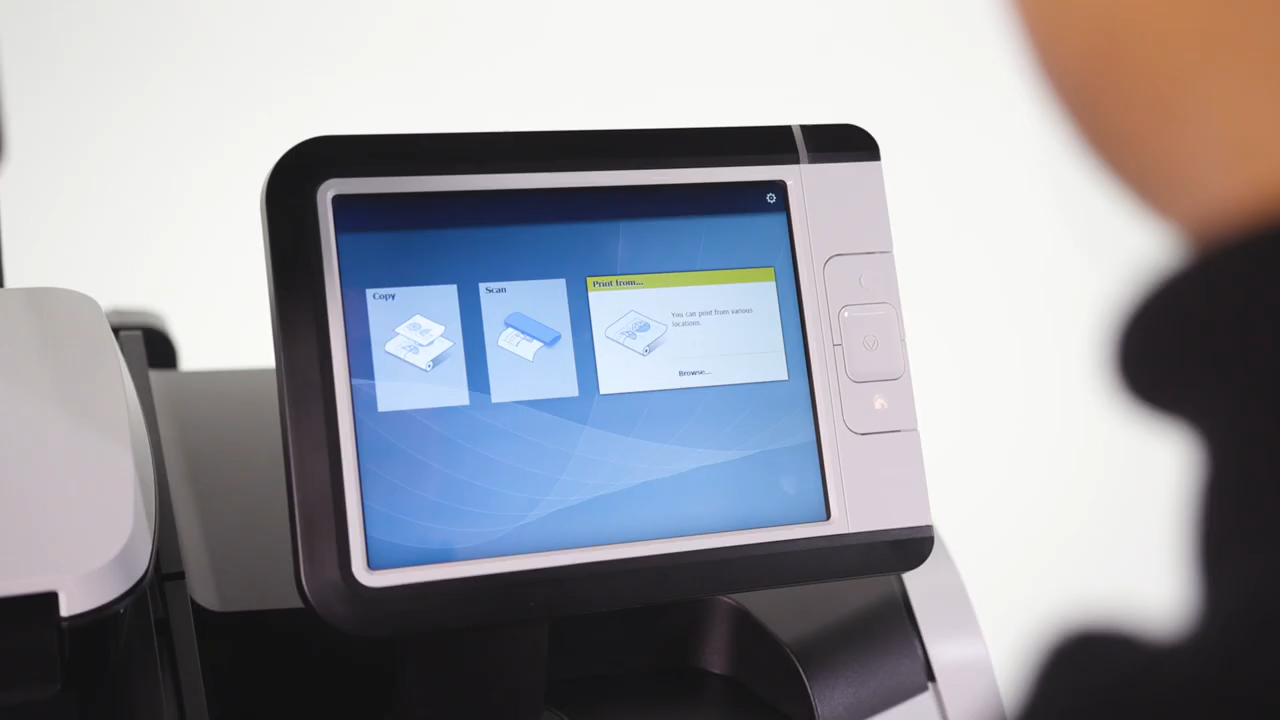 Copy
Scan
Print from...
You can print from various
locations.
Browse...